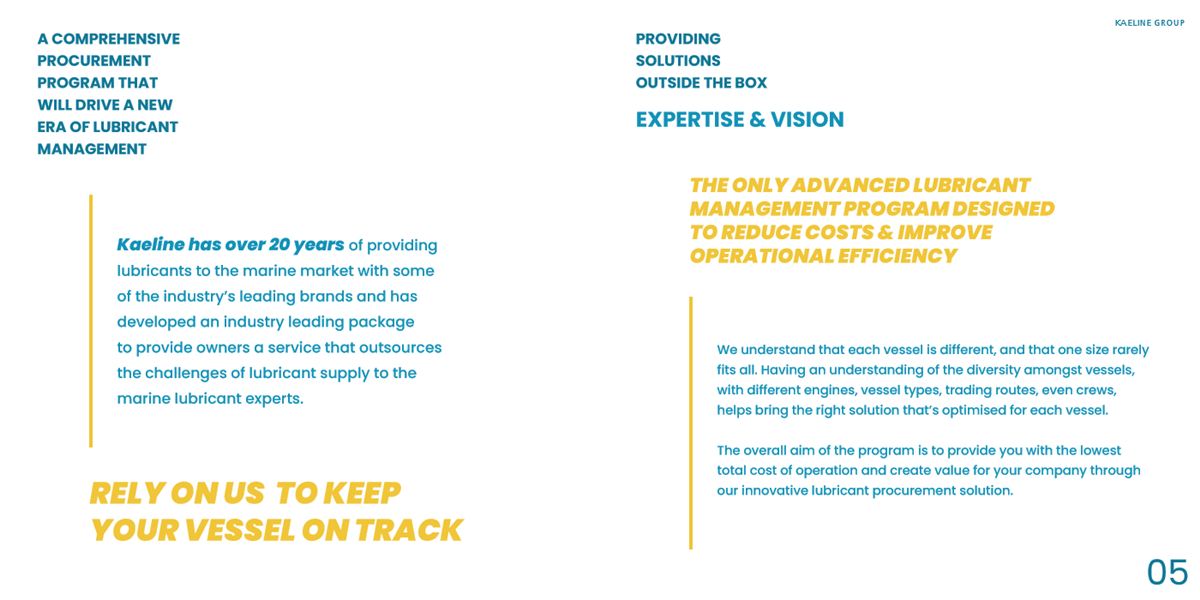 A COMPREHENSIVE
PROCUREMENT
PROGRAM THAT
WILL DRIVE A NEW
ERA OF LUBRICANT
MANAGEMENT
Kaeline has over 20 years of providing
lubricants to the marine market with some
of the industry's leading brands and has
developed an industry leading package
to provide owners a service that outsources
the challenges of lubricant supply to the
marine lubricant experts.
RELY ON US TO KEEP
YOUR VESSEL ON TRACK
KAELINE GROUP
PROVIDING
SOLUTIONS
OUTSIDE THE BOX
EXPERTISE & VISION
THE ONLY ADVANCED LUBRICANT
MANAGEMENT PROGRAM DESIGNED
TO REDUCE COSTS & IMPROVE
OPERATIONAL EFFICIENCY
We understand that each vessel is different, and that one size rarely
fits all. Having an understanding of the diversity amongst vessels,
with different engines, vessel types, trading routes, even crews,
helps bring the right solution that's optimised for each vessel.
The overall aim of the program is to provide you with the lowest
total cost of operation and create value for your company through
our innovative lubricant procurement solution.
05